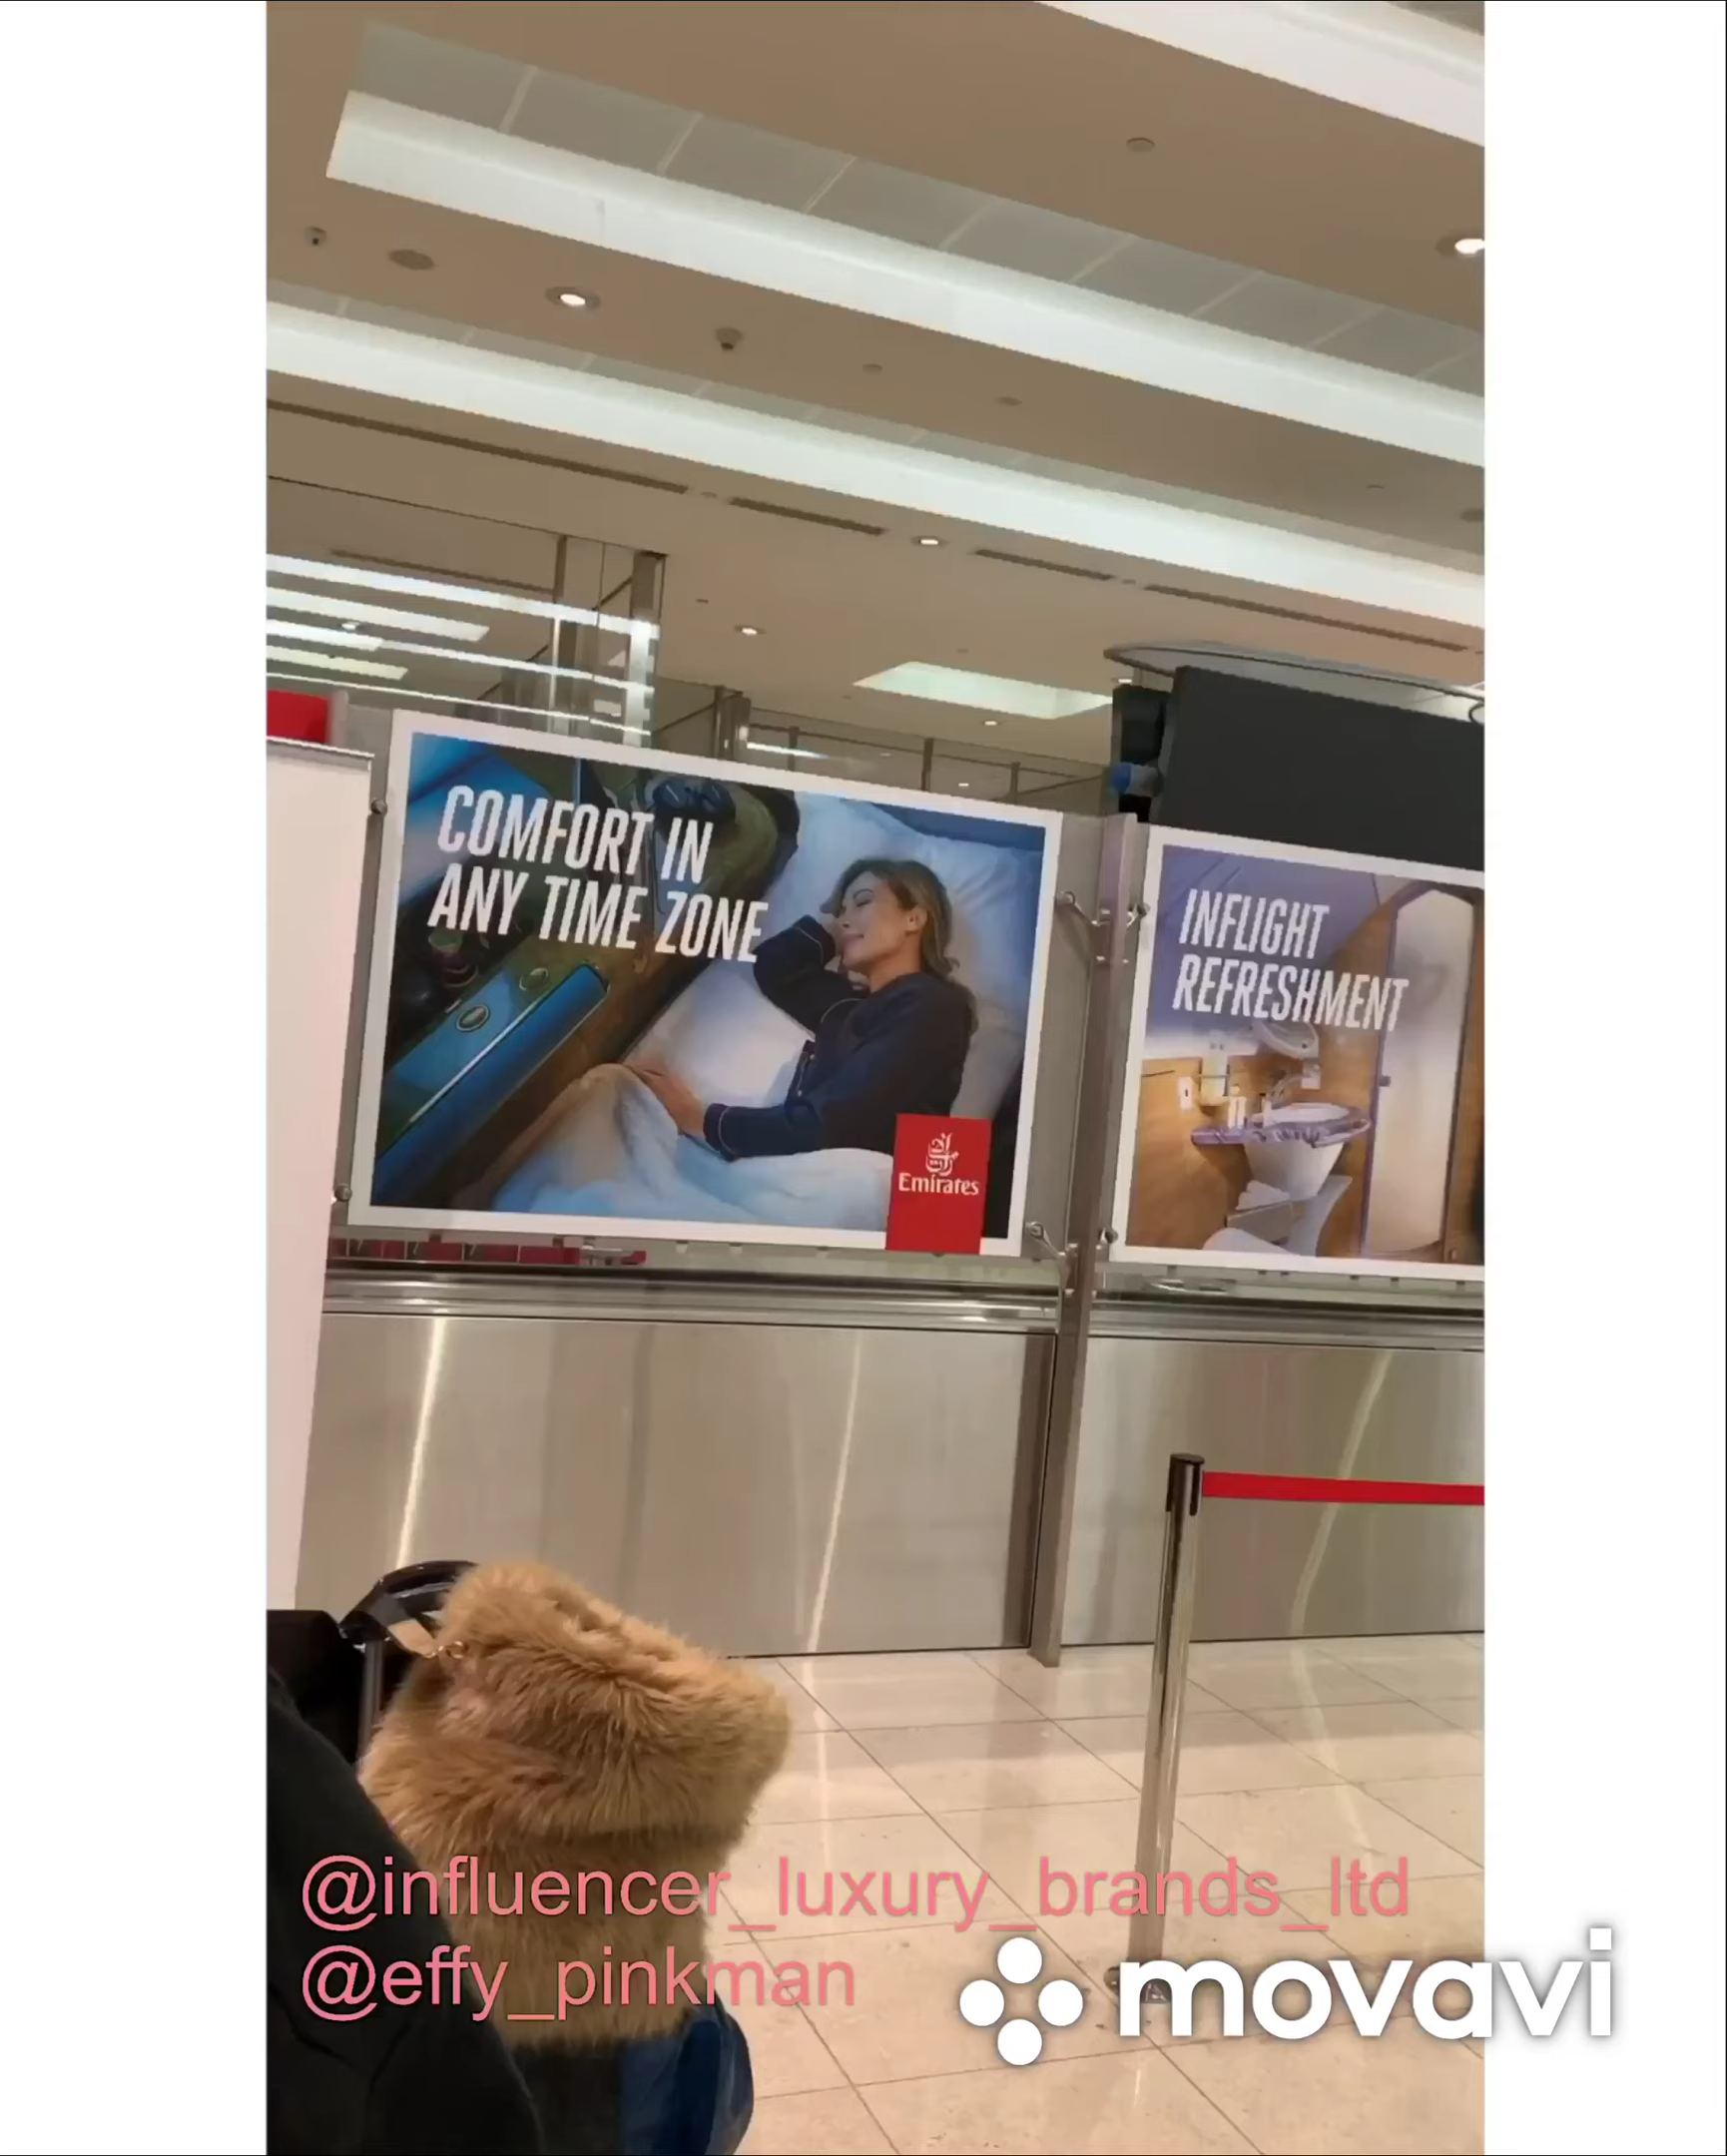 COMFORT IN
ANY TIME ZONE
Emirates
INFLIGHT
REFRESHMENT
@influencer_luxury_brands_ltd
@effy_pinkman
movavi